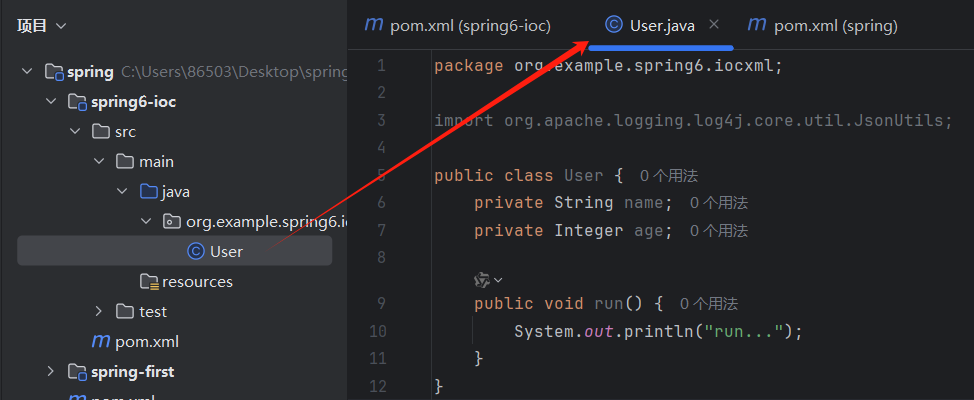 项目
spring C:\Users\86503\Desktop\spring
spring6-ioc
src
main
java
org.example.spring6.io
User
resources
test
pom.xml
spring-first
pom.xml
pom.xml (spring6-ioc)
User.java
pom.xml (spring)
1 package org.example.spring6.iocxml;
2
3 import org.apache.logging.log4j.core.util.JsonUtils;
4
5 public class User { 0个用法
6 private String name; 0个用法
7 private Integer age; 0个用法
8
9 public void run() { 0个用法
10 System.out.println("run...");
11 }
12 }